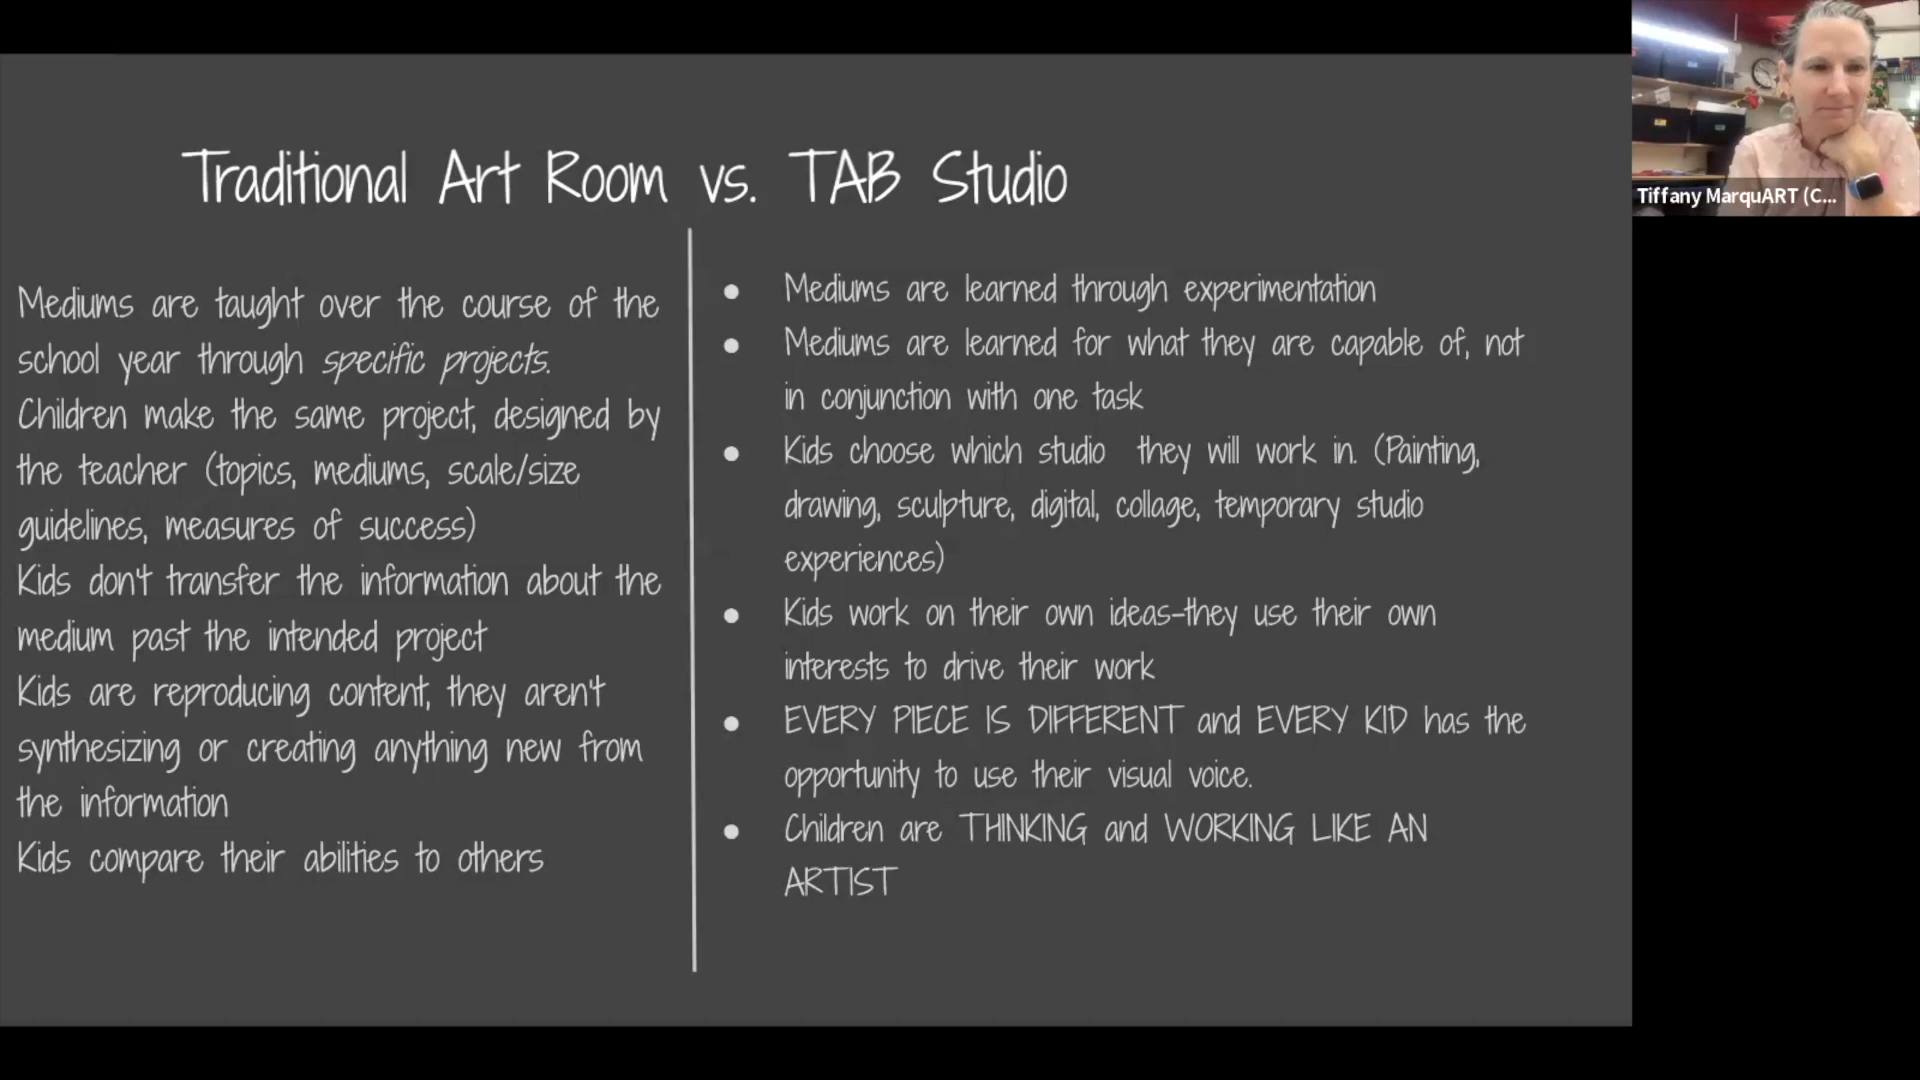 Traditional Art Room vs. TAB Studio
Mediums are taught over the course of the
school year through specific projects.
Children make the same project, designed by
the teacher (topics, mediums, scale/size
guidelines, measures of success)
Kids don't transfer the information about the
medium past the intended project
Kids are reproducing content, they aren't
synthesizing or creating anything new from
the information
Kids compare their abilities to others
● Mediums are learned through experimentation
● Mediums are learned for what they are capable of, not
in conjunction with one task
● Kids choose which studio they will work in. (Painting,
drawing, sculpture, digital, collage, temporary studio
experiences)
● Kids work on their own ideas-they use their own
interests to drive their work
● EVERY PIECE IS DIFFERENT and EVERY KID has the
opportunity to use their visual voice.
● Children are THINKING and WORKING LIKE AN
ARTIST
Tiffany MarquART (C...